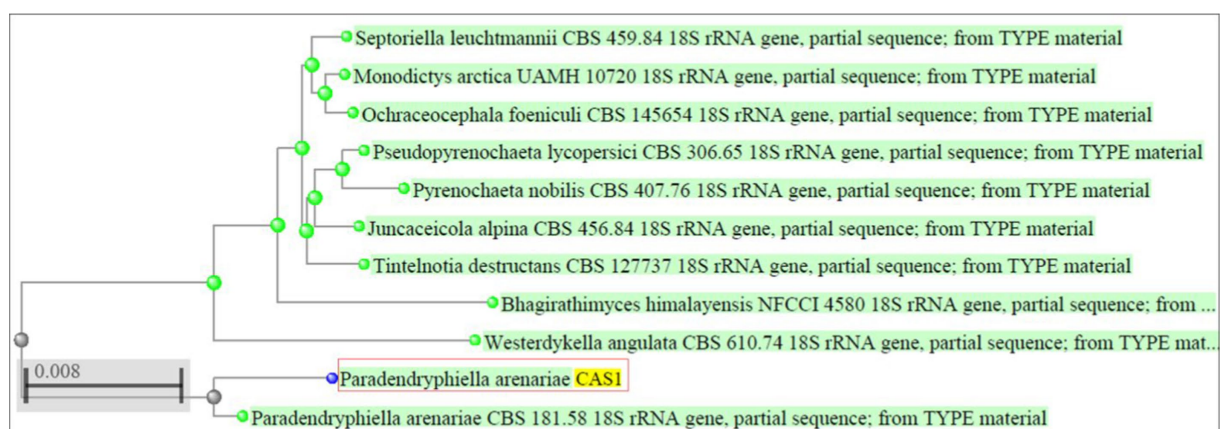 Septoriella leuchtmannii CBS 459.84 18S rRNA gene, partial sequence; from TYPE material
Monodictys arctica UAMH 10720 18S rRNA gene, partial sequence; from TYPE material
Ochraceocephala foeniculi CBS 145654 18S rRNA gene, partial sequence; from TYPE material
Pseudopyrenochaeta lycopersici CBS 306.65 18S rRNA gene, partial sequence; from TYPE material
Pyrenochaeta nobilis CBS 407.76 18S rRNA gene, partial sequence; from TYPE material
Juncaceicola alpina CBS 456.84 18S rRNA gene, partial sequence; from TYPE material
Tintelnotia destructans CBS 127737 18S rRNA gene, partial sequence; from TYPE material
Bhagirathimyces himalayensis NFCCI 4580 18S rRNA gene, partial sequence; from ...
Westerdykella angulata CBS 610.74 18S rRNA gene, partial sequence; from TYPE mat...
0.008
Paradendryphiella arenariae CAS1
Paradendryphiella arenariae CBS 181.58 18S rRNA gene, partial sequence; from TYPE material